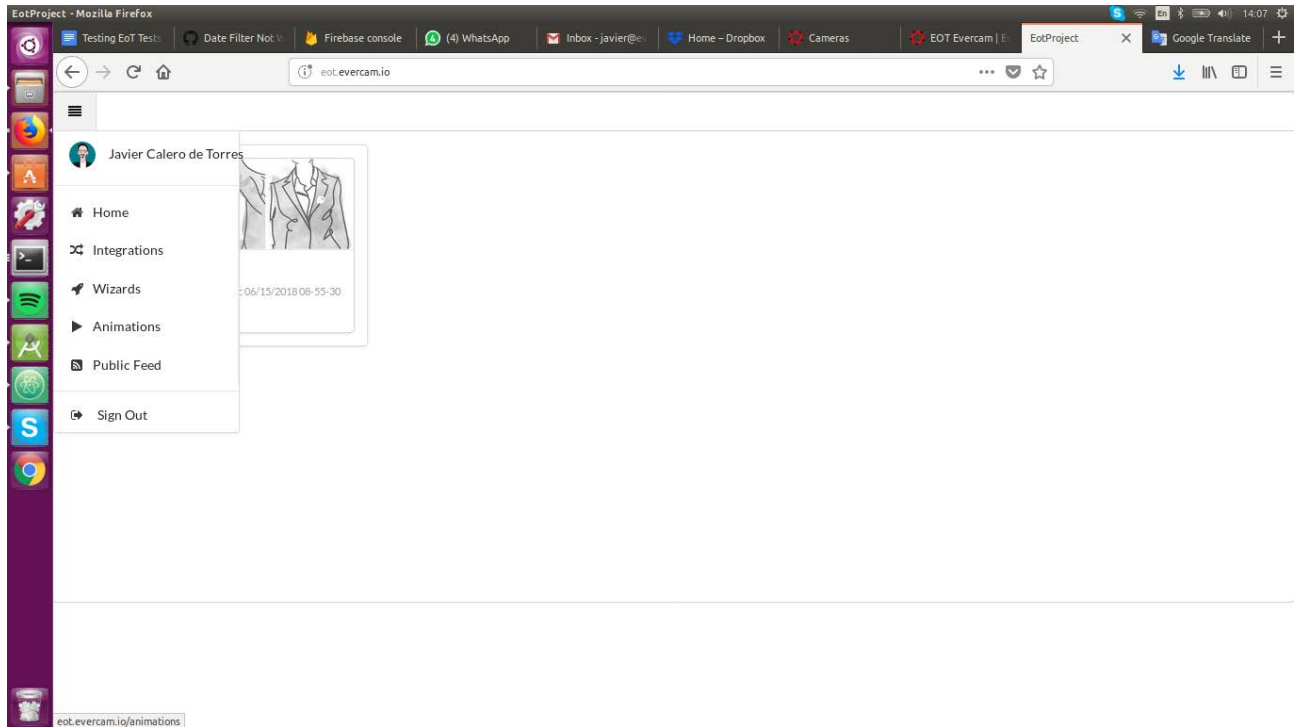 EotProject - Mozilla Firefox
En
14:07
Testing EoT Tests
Date Filter Not W
Firebase console
(4) WhatsApp
Inbox - javier@e
Home – Dropbox
Cameras
EOT Evercam | E
EotProject
Google Translate
eot.evercam.io
Javier Calero de Torres
Home
Integrations
Wizards
: 06/15/2018 08-55-30
Animations
Public Feed
Sign Out
eot.evercam.io/animations